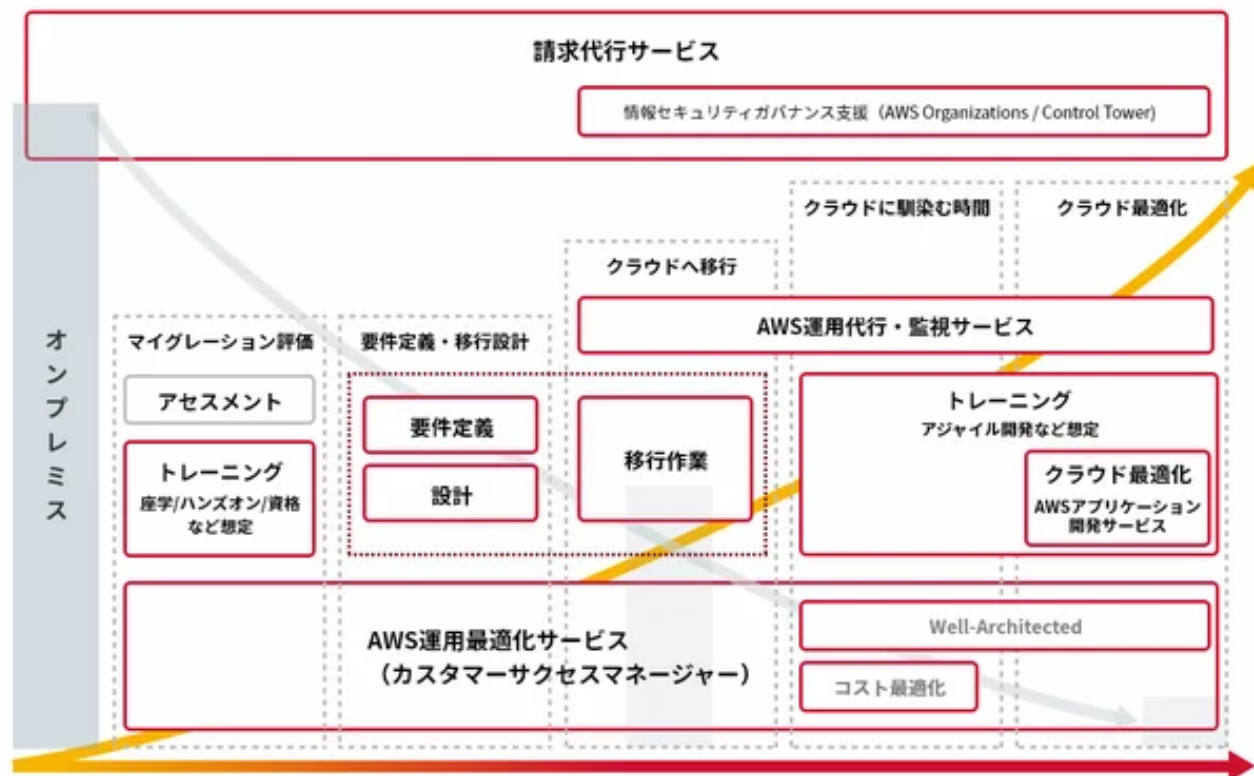 請求代行サービス
情報セキュリティガバナンス支援（AWS Organizations / Control Tower)
オンプレミス
マイグレーション評価
アセスメント
トレーニング
座学/ハンズオン/資格
など想定
要件定義・移行設計
要件定義
設計
クラウドへ移行
移行作業
クラウドに馴染む時間
クラウド最適化
AWS運用代行・監視サービス
トレーニング
アジャイル開発など想定
クラウド最適化
AWSアプリケーション
開発サービス
AWS運用最適化サービス
（カスタマーサクセスマネージャー）
Well-Architected
コスト最適化